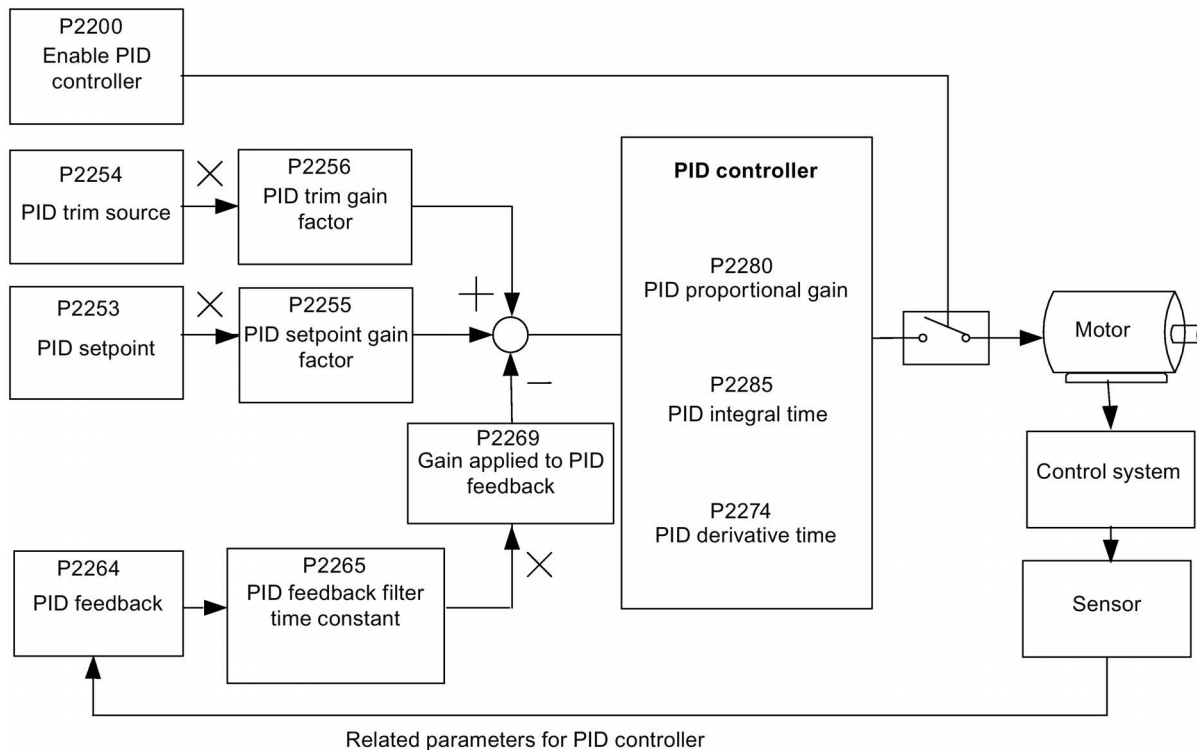 P2200
Enable PID
controller
P2254
PID trim source
P2256
PID trim gain
factor
P2253
PID setpoint
P2255
PID setpoint gain
factor
P2269
Gain applied to PID
feedback
P2264
PID feedback
P2265
PID feedback filter
time constant
PID controller
P2280
PID proportional gain
P2285
PID integral time
P2274
PID derivative time
Motor
Control system
Sensor
Related parameters for PID controller